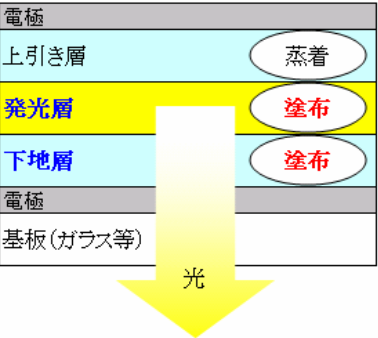 電極
上引き層 蒸着
発光層 塗布
下地層 塗布
電極
基板(ガラス等)
光